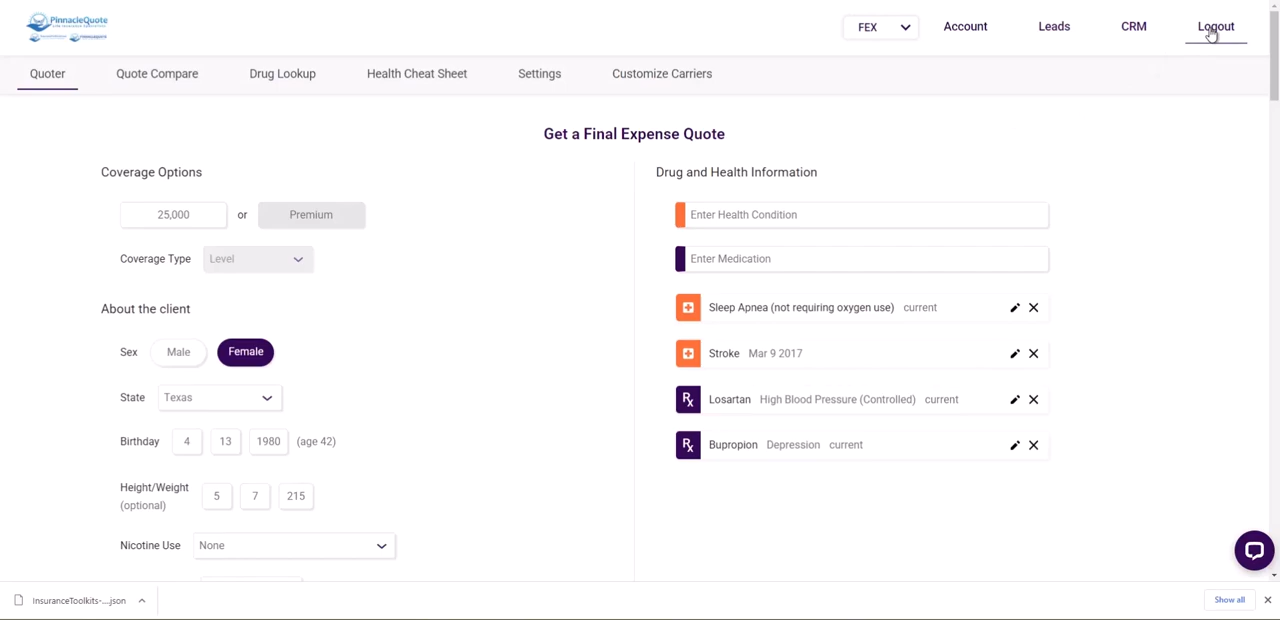 PinnacleQuote
FEX
Account
Leads
CRM
Logout
Quoter
Quote Compare
Drug Lookup
Health Cheat Sheet
Settings
Customize Carriers
Get a Final Expense Quote
Coverage Options
25,000 or Premium
Coverage Type Level
About the client
Sex Male Female
State Texas
Birthday 4 13 1980 (age 42)
Height/Weight
(optional)
5 7 215
Nicotine Use None
Drug and Health Information
Enter Health Condition
Enter Medication
Sleep Apnea (not requiring oxygen use) current
Stroke Mar 9 2017
Rx Losartan High Blood Pressure (Controlled) current
Rx Bupropion Depression current
InsuranceToolkits-....json
Show all